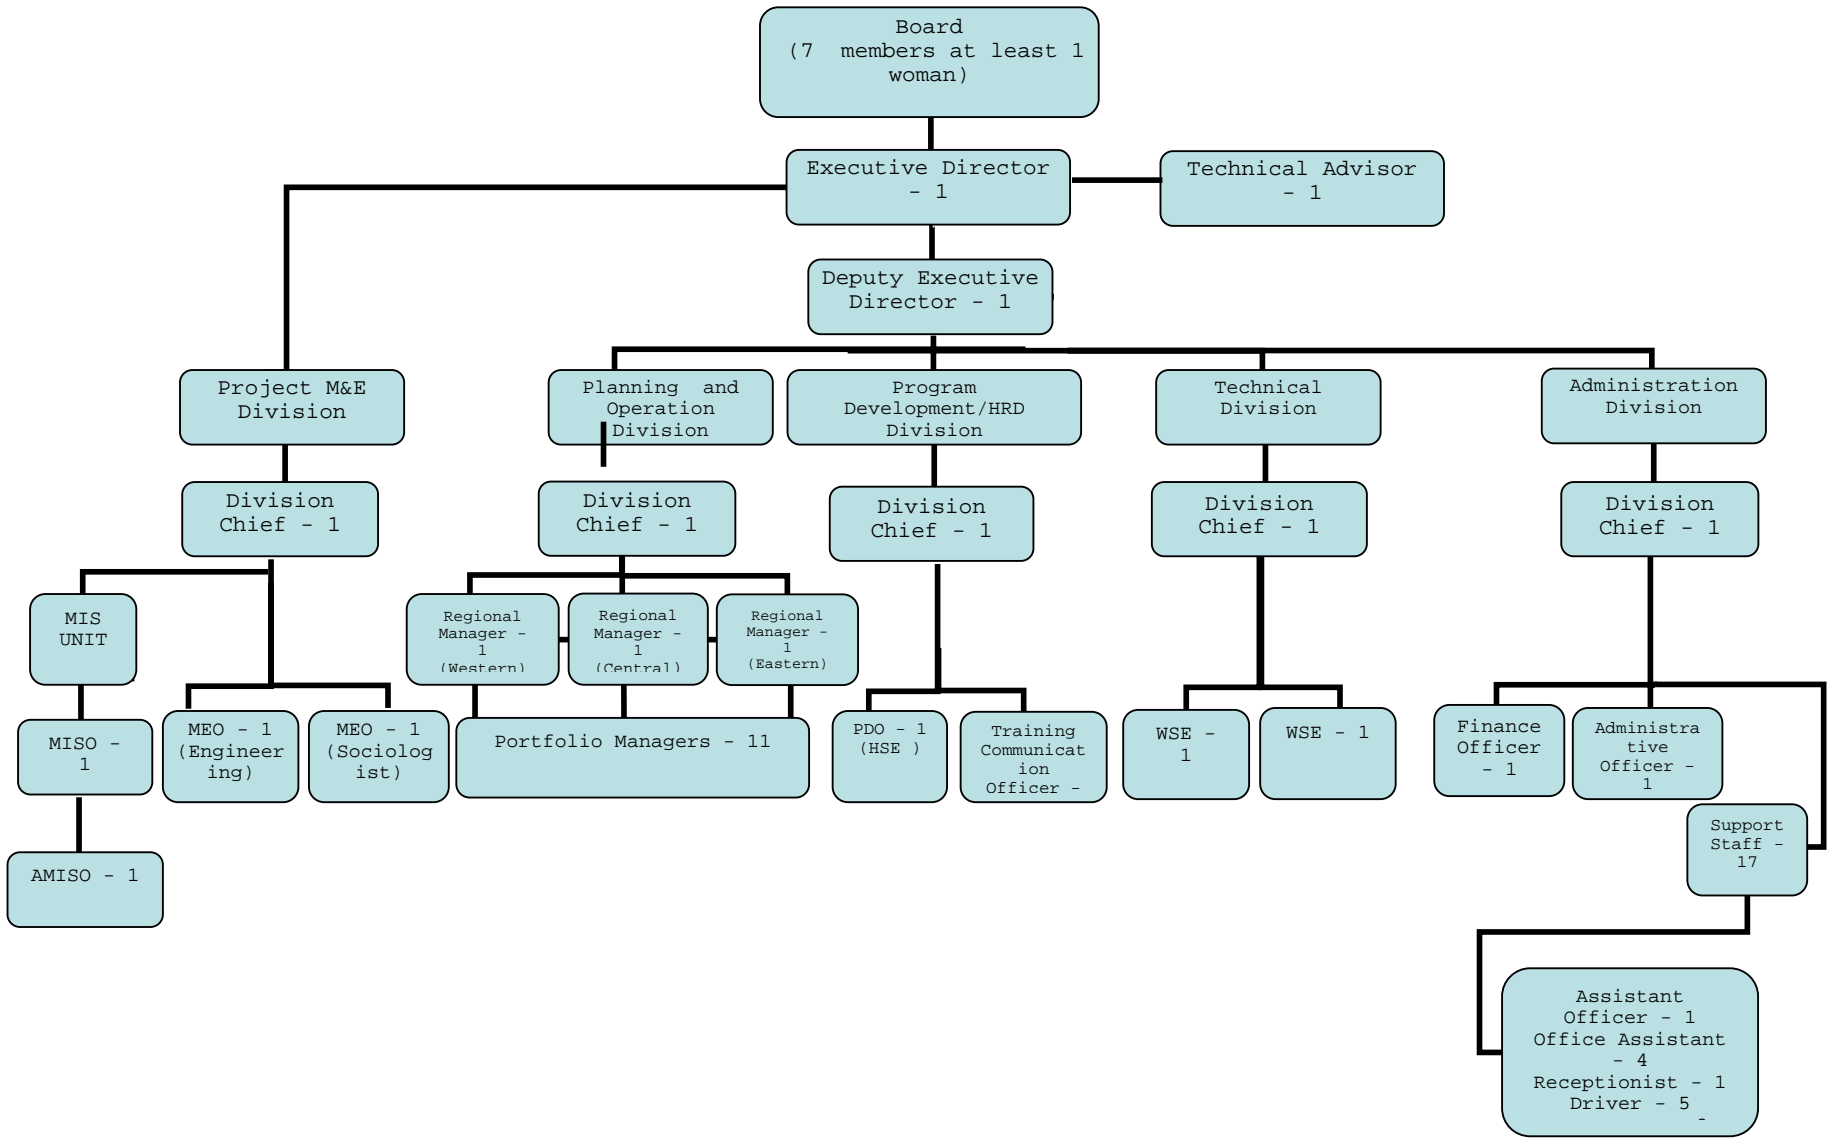 Board
(7 members at least 1
woman)
Executive Director
- 1
Technical Advisor
- 1
Deputy Executive
Director - 1
Project M&E
Division
Planning and
Operation
Division
Program
Development/HRD
Division
Technical
Division
Administration
Division
Division
Chief - 1
Division
Chief - 1
Division
Chief - 1
Division
Chief - 1
Division
Chief - 1
MIS
UNIT
Regional
Manager -
1
(Western)
Regional
Manager -
1
(Central)
Regional
Manager -
1
(Eastern)
MISO -
1
MEO - 1
(Engineer
ing)
MEO - 1
(Sociolog
ist)
Portfolio Managers - 11
PDO - 1
(HSE )
Training
Communicat
ion
Officer -
WSE -
1
WSE - 1
Finance
Officer
- 1
Administra
tive
Officer -
1
Support
Staff -
17
AMISO - 1
Assistant
Officer - 1
Office Assistant
- 4
Receptionist - 1
Driver - 5